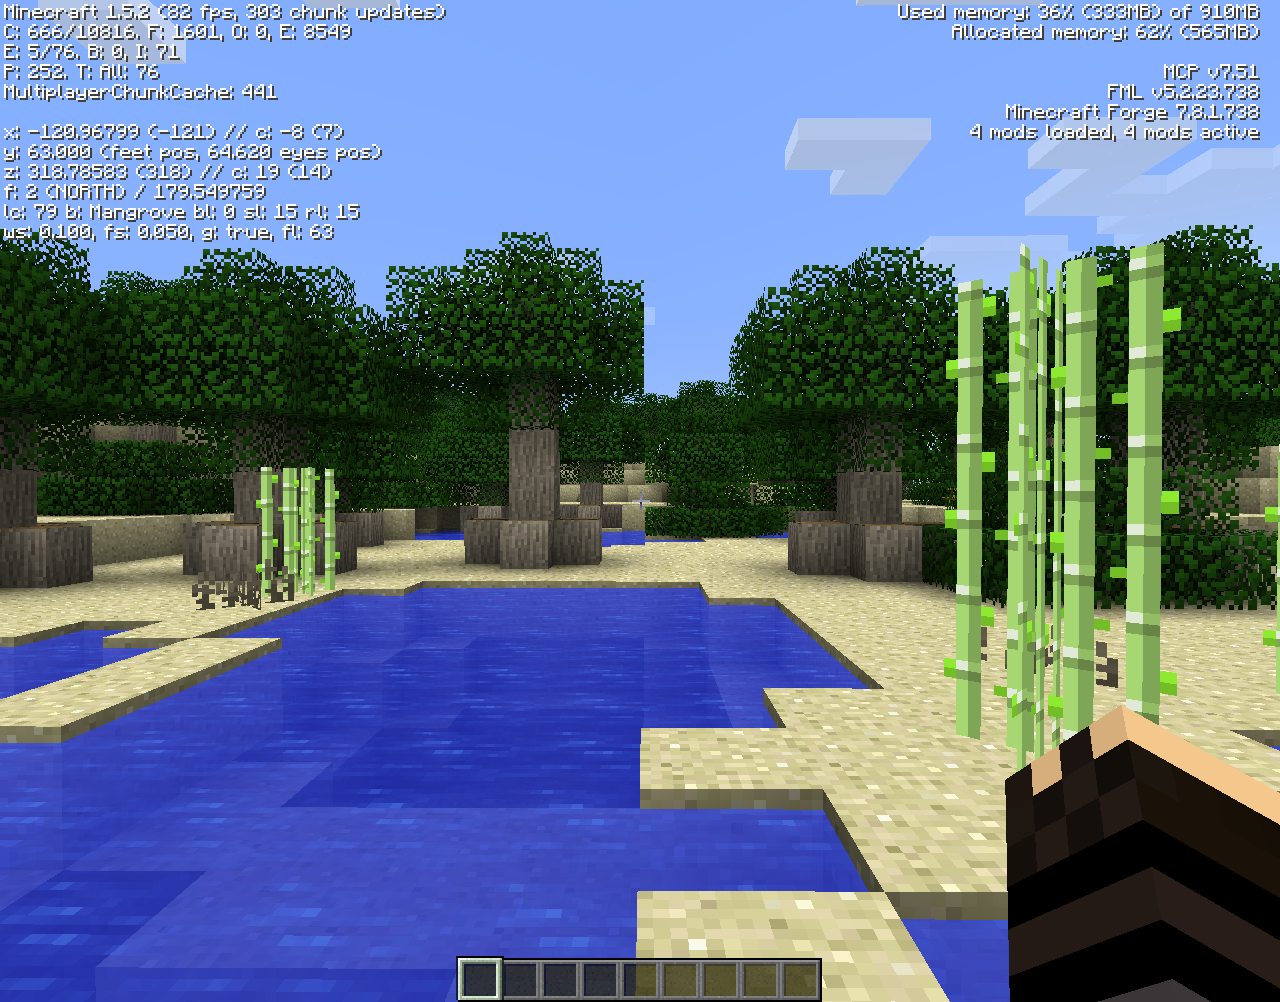 Minecraft 1.5.2 (82 fps, 303 chunk updates)
C: 666/10816. F: 1601, O: 0, E: 8549
E: 5/76. B: 0, I: 71
P: 252. T: All: 76
MultiplayerChunkCache: 441
x: -120.96799 (-121) // c: -8 (7)
y: 63.000 (feet pos, 64.620 eyes pos)
z: 318.78583 (318) // c: 19 (14)
f: 2 (NORTH) / 179.549759
lc: 79 b: Mangrove bl: 0 sl: 15 rl: 15
ws: 0.100, fs: 0.050, g: true, fl: 63
Used memory: 36% (333MB) of 910MB
Allocated memory: 62% (565MB)
MCP v7.51
FML v5.2.23.738
Minecraft Forge 7.8.1.738
4 mods loaded, 4 mods active